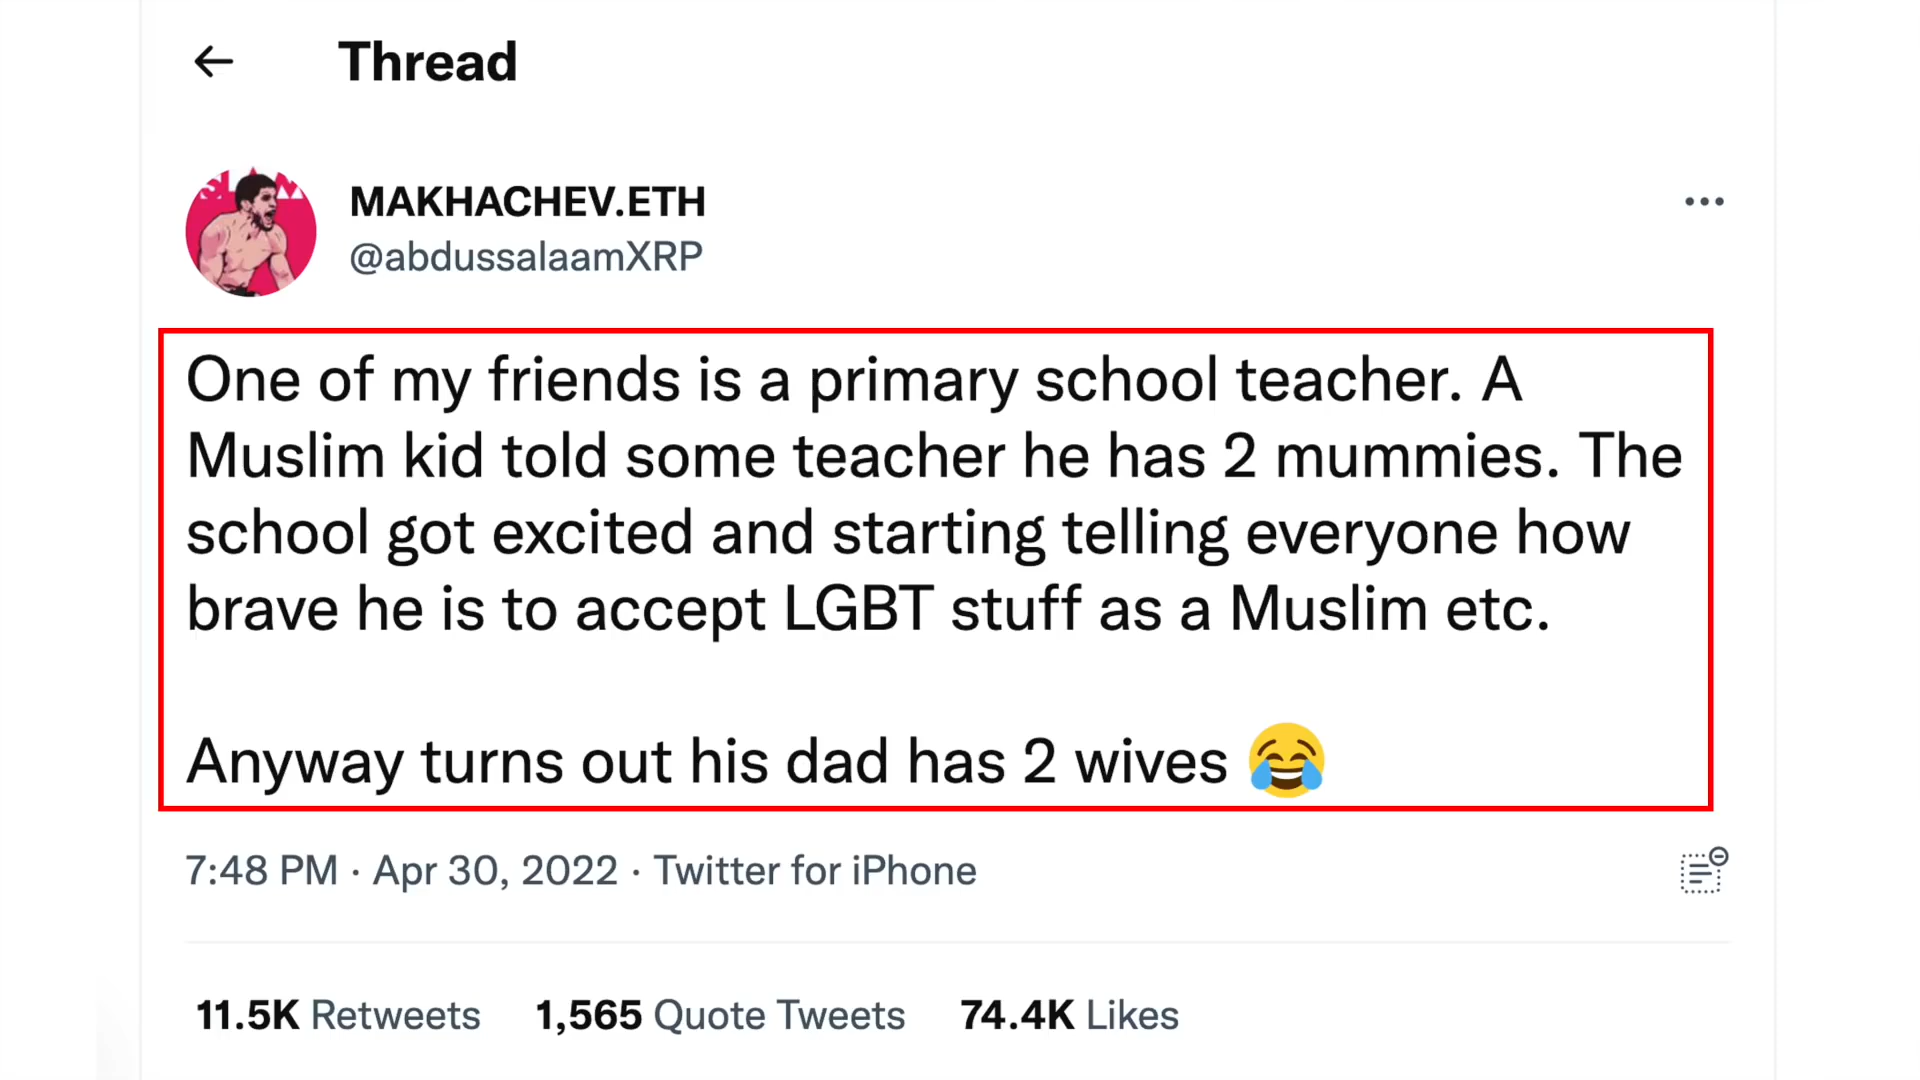 Thread
MAKHACHEV.ETH
@abdussalaamXRP
One of my friends is a primary school teacher. A
Muslim kid told some teacher he has 2 mummies. The
school got excited and starting telling everyone how
brave he is to accept LGBT stuff as a Muslim etc.
Anyway turns out his dad has 2 wives 😂
7:48 PM · Apr 30, 2022 · Twitter for iPhone
11.5K Retweets 1,565 Quote Tweets 74.4K Likes